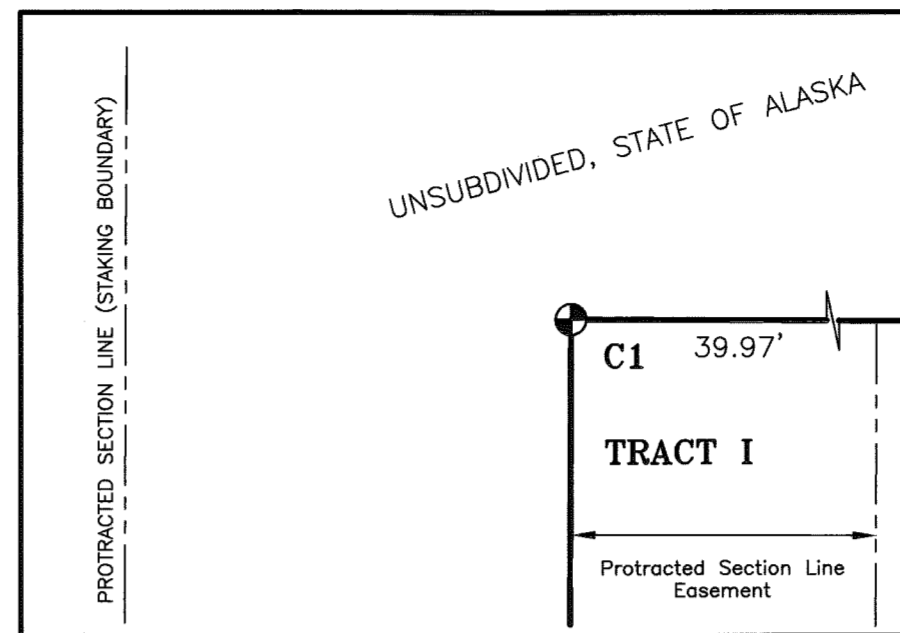 UNSUBDIVIDED, STATE OF ALASKA
PROTRACTED SECTION LINE (STAKING BOUNDARY)
C1
39.97'
TRACT I
Protracted Section Line
Easement